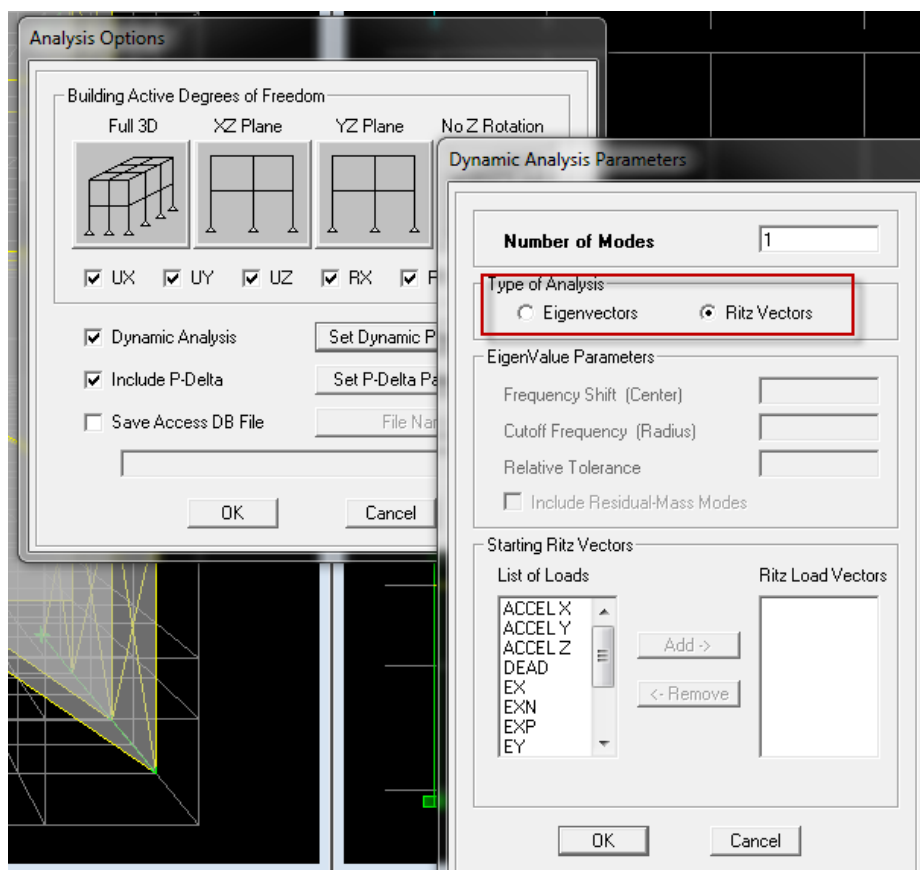 Analysis Options
Building Active Degrees of Freedom
Full 3D XZ Plane YZ Plane No Z Rotation
UX UY UZ RX
Dynamic Analysis Set Dynamic P
Include P-Delta Set P-Delta Pa
Save Access DB File File Nar
OK Cancel
Dynamic Analysis Parameters
Number of Modes 1
Type of Analysis
Eigenvectors Ritz Vectors
EigenValue Parameters
Frequency Shift (Center)
Cutoff Frequency (Radius)
Relative Tolerance
Include Residual-Mass Modes
Starting Ritz Vectors
List of Loads Ritz Load Vectors
ACCEL X
ACCEL Y
ACCEL Z
DEAD
EX
EXN
EXP
EY
Add ->
<- Remove
OK Cancel